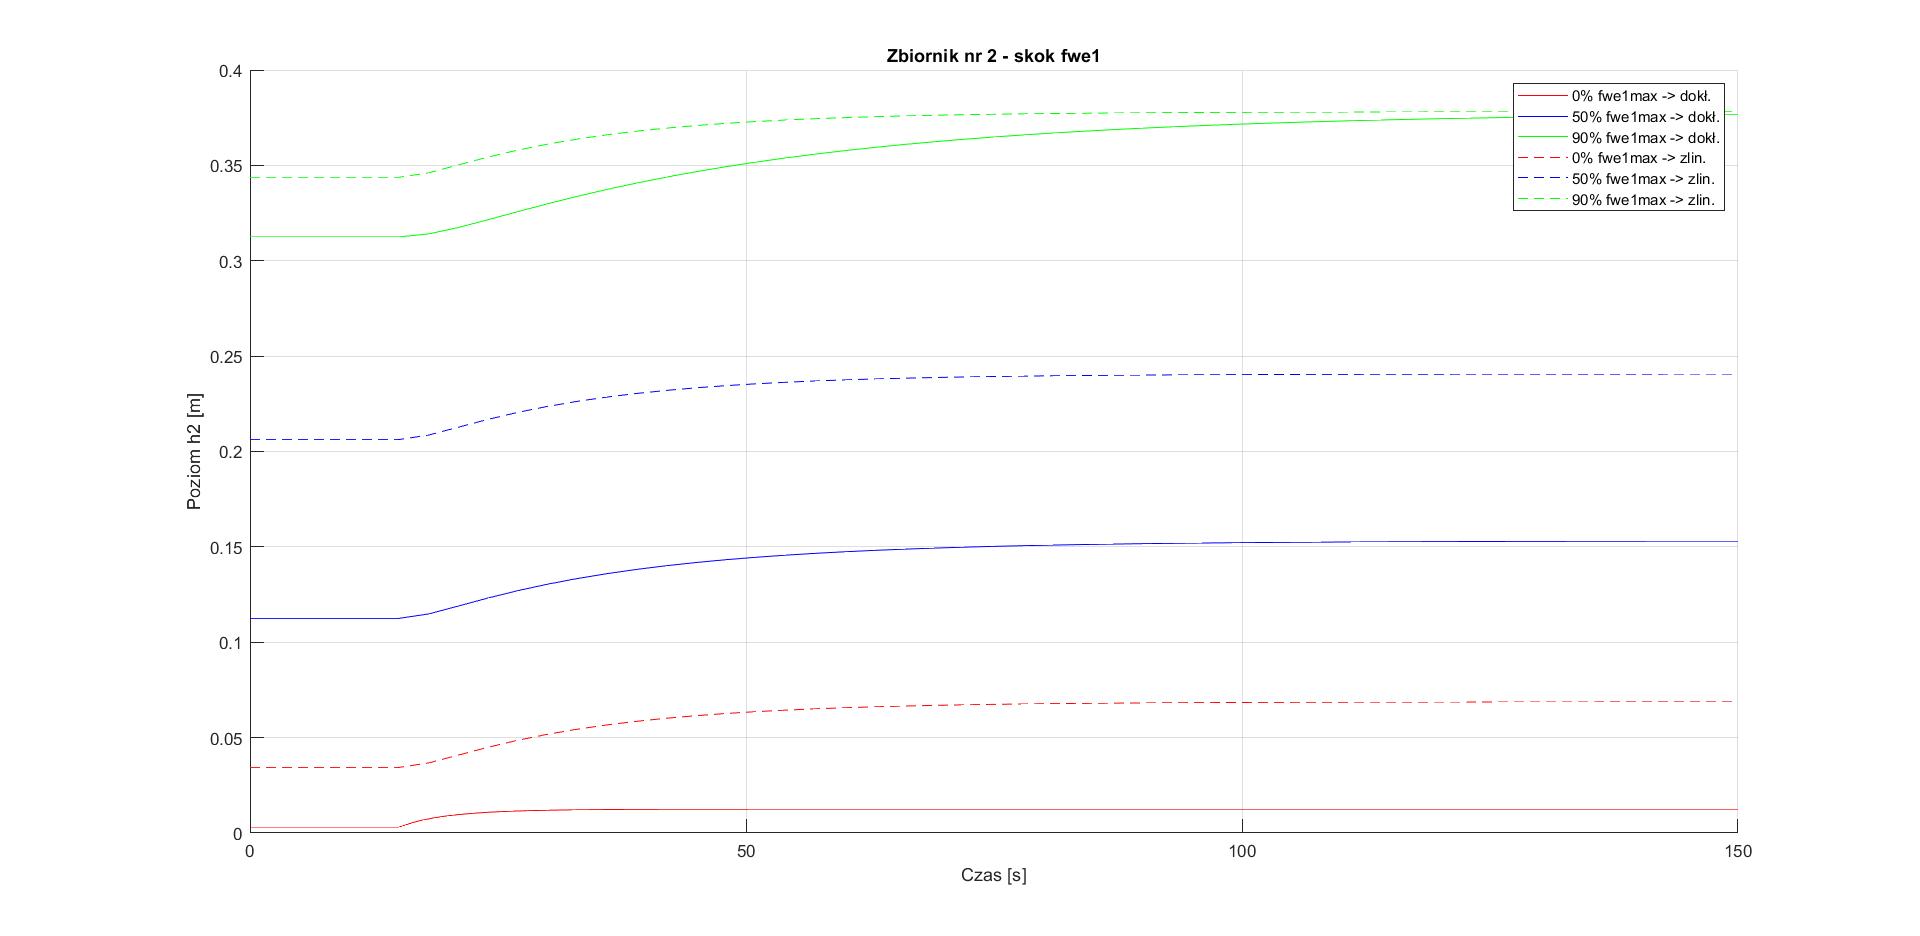 Zbiornik nr 2 - skok fwe1
0.4
0.35
0.3
0.25
0.2
0.15
0.1
0.05
0
Poziom h2 [m]
0% fwe1max -> dokł.
50% fwe1max -> dokł.
90% fwe1max -> dokł.
0% fwe1max -> zlin.
50% fwe1max -> zlin.
90% fwe1max -> zlin.
0 50 100 150
Czas [s]